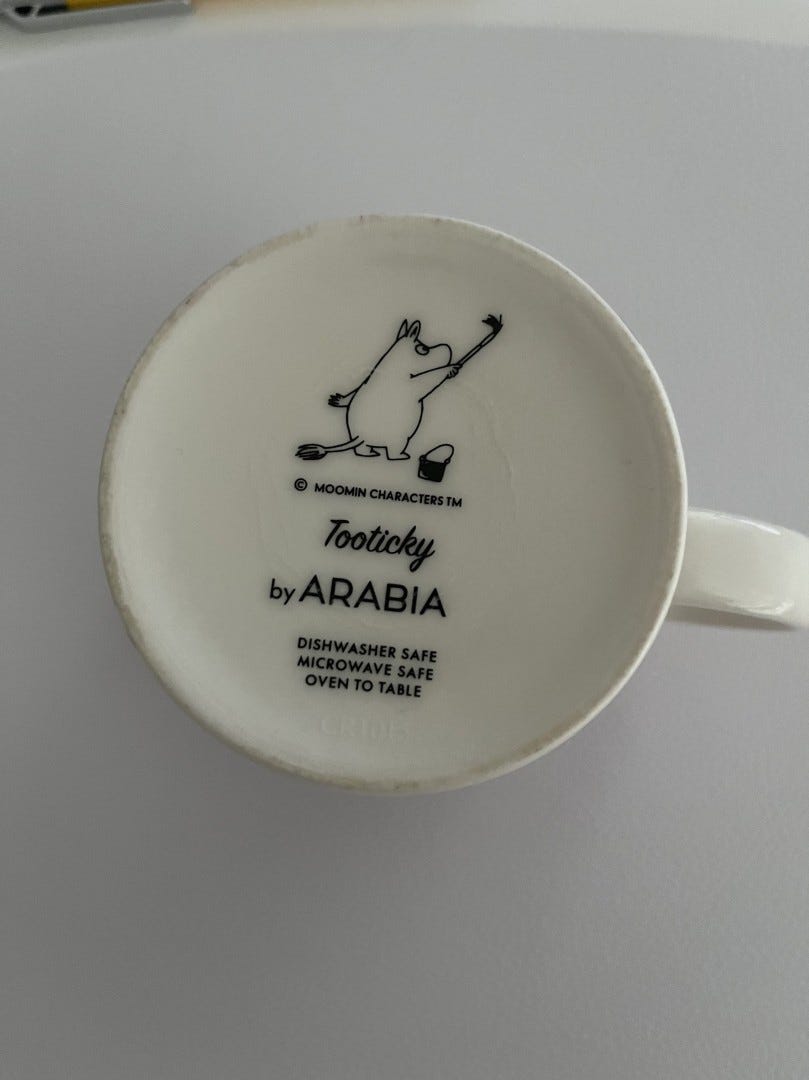 © MOOMIN CHARACTERS TM
Tooticky
by ARABIA
DISHWASHER SAFE
MICROWAVE SAFE
OVEN TO TABLE